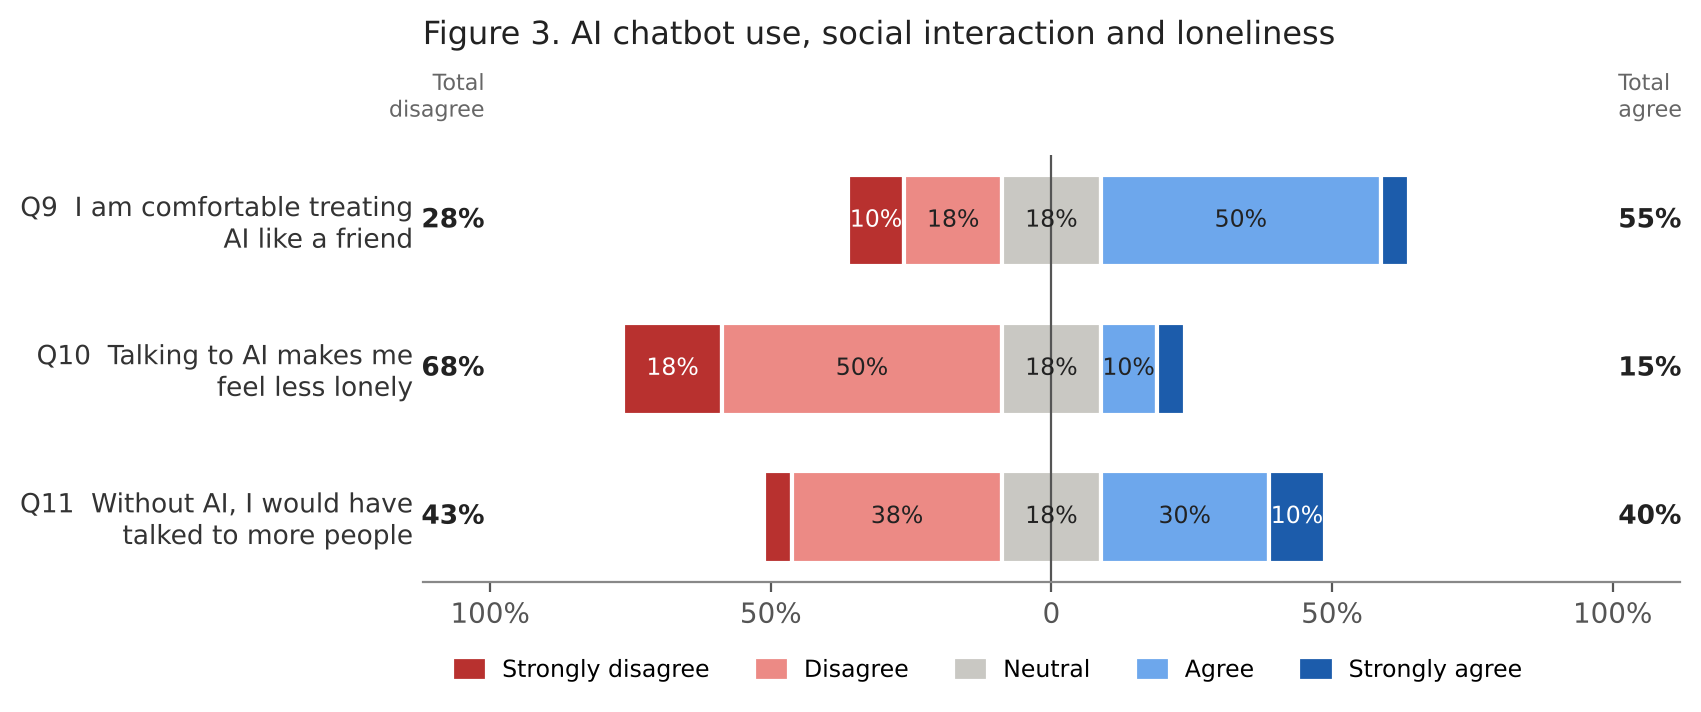 Figure 3. AI chatbot use, social interaction and loneliness
Total
disagree
Total
agree
Q9  I am comfortable treating
AI like a friend
28%
10%
18%
18%
50%
55%
Q10  Talking to AI makes me
feel less lonely
68%
18%
50%
18%
10%
15%
Q11  Without AI, I would have
talked to more people
43%
38%
18%
30%
10%
40%
100%
50%
0
50%
100%
Strongly disagree
Disagree
Neutral
Agree
Strongly agree